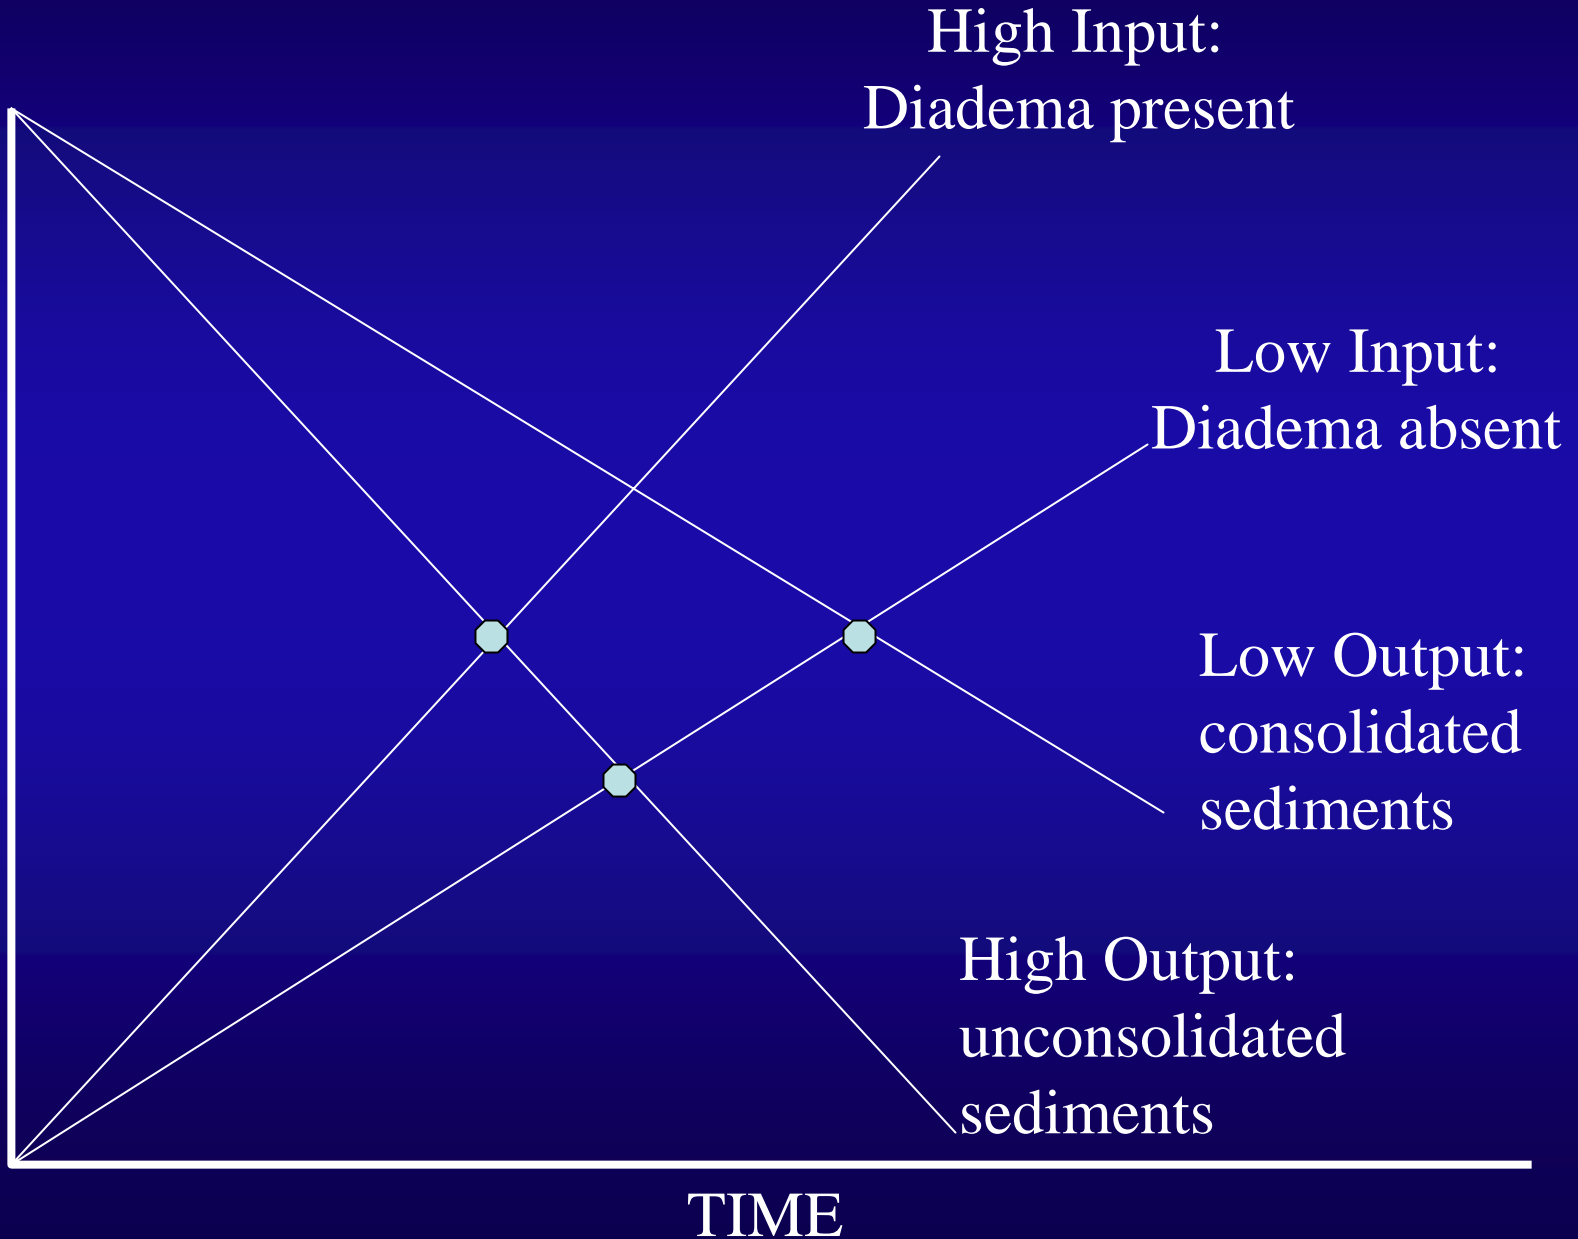 High Input:
Diadema present
Low Input:
Diadema absent
Low Output:
consolidated
sediments
High Output:
unconsolidated
sediments
TIME